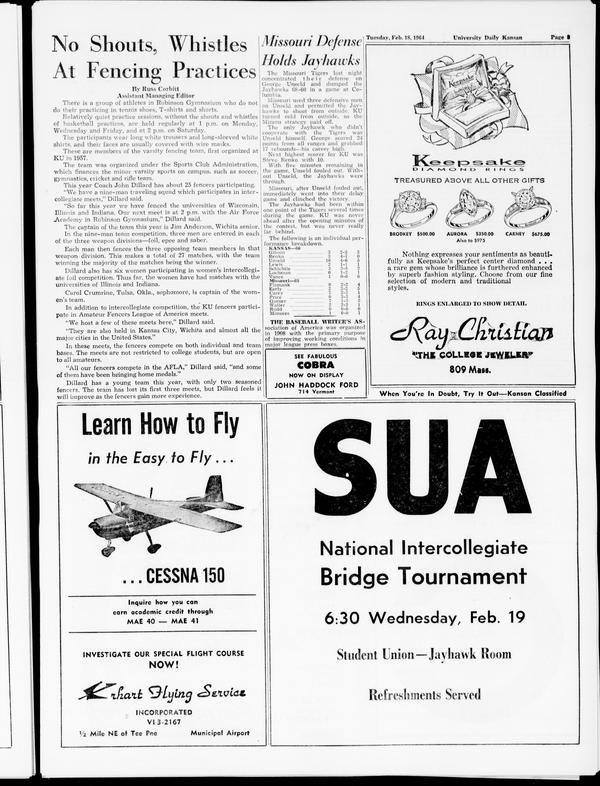 Tuesday, Feb. 18, 1964 University Daily Kansan Page 8
No Shouts, Whistles
At Fencing Practices
By Russ Corbitt
Assistant Managing Editor
There is a group of athletes in Robinson Gymnasium who do not
do their practicing in tennis shoes, T-shirts and shorts.
Relatively quiet practice sessions, without the shouts and whistles
of basketball practices, are held regularly at 1 p.m. on Monday,
Wednesday and Friday, and at 2 p.m. on Saturday.
The participants wear long white trousers and long-sleeved white
shirts, and their faces are usually covered with wire masks.
These are members of the varsity fencing team, first organized at
KU in 1957.
The team was organized under the Sports Club Administration,
which finances the minor varsity sports on campus, such as soccer,
gymnastics, cricket and rifle team.
This year Coach John Dillard has about 25 fencers participating.
"We have a nine-man traveling squad which participates in inter-
collegiate meets," Dillard said.
"So far this year we have fenced the universities of Wisconsin,
Illinois and Indiana. Our next meet is at 2 p.m. with the Air Force
Academy in Robinson Gymnasium," Dillard said.
The captain of the team this year is Jim Anderson, Wichita senior.
In the nine-man team competition, three men are entered in each
of the three weapon divisions—foil, epee and saber.
Each man then fences the three opposing team members in that
weapon division. This makes a total of 27 matches, with the team
winning the majority of the matches being the winner.
Dillard also has six women participating in women's intercollegi-
ate foil competition. Thus far, the women have had matches with the
universities of Illinois and Indiana.
Carol Crumrine, Tulsa, Okla., sophomore, is captain of the wom-
en's team.
In addition to intercollegiate competition, the KU fencers partici-
pate in Amateur Fencers League of America meets.
"We host a few of these meets here," Dillard said.
"They are also held in Kansas City, Wichita and almost all the
major cities in the United States."
In these meets, the fencers compete on both individual and team
bases. The meets are not restricted to college students, but are open
to all amateurs.
"All our fencers compete in the AFLA," Dillard said, "and some
of them have been bringing home medals."
Dillard has a young team this year, with only two seasoned
fencers. The team has lost its first three meets, but Dillard feels it
will improve as the fencers gain more experience.
Missouri Defense
Holds Jayhawks
The Missouri Tigers last night
concentrated their defense on
George Unseld and dumped the
Jayhawks 68-60 in a game at Co-
lumbia.
Missouri used three defensive men
on Unseld and permitted the Jay-
hawks to shoot from outside. KU
turned cold from outside, so the
Mizzou strategy paid off.
The only Jayhawk who didn't
cooperate with the Tigers was
Unseld himself. George scored 24
points from all ranges and grabbed
17 rebounds—his career high.
Next highest scorer for KU was
Steve Renko with 10.
With five minutes remaining in
the game, Unseld fouled out. With-
out Unseld, the Jayhawks were
through.
Missouri, after Unseld fouled out,
immediately went into their delay
game and clinched the victory.
The Jayhawks had been within
one point of the Tigers several times
during the game. KU was never
ahead after the opening minutes of
the contest, but was never really
far behind.
The following is an individual per-
formance breakdown.
KANSAS—60
THE BASEBALL WRITER'S AS-
sociation of America was organized
in 1908 with the primary purpose
of improving working conditions in
major league press boxes.
SEE FABULOUS
COBRA
NOW ON DISPLAY
JOHN HADDOCK FORD
714 Vermont
Keepsake
Keepsake
DIAMOND RINGS
TREASURED ABOVE ALL OTHER GIFTS
BRODKEY $500.00 AURORA $250.00 CARNEY $675.00
Also to $975
Nothing expresses your sentiments as beauti-
fully as Keepsake's perfect center diamond . . .
a rare gem whose brilliance is furthered enhanced
by superb fashion styling. Choose from our fine
selection of modern and traditional
styles.
RINGS ENLARGED TO SHOW DETAIL
Ray Christian
"THE COLLEGE JEWELER"
809 Mass.
When You're In Doubt, Try It Out—Kansan Classified
Learn How to Fly
in the Easy to Fly . . .
. . . CESSNA 150
Inquire how you can
earn academic credit through
MAE 40 — MAE 41
INVESTIGATE OUR SPECIAL FLIGHT COURSE
NOW!
Erhart Flying Service
INCORPORATED
VI 3-2167
½ Mile NE of Tee Pee Municipal Airport
SUA
National Intercollegiate
Bridge Tournament
6:30 Wednesday, Feb. 19
Student Union—Jayhawk Room
Refreshments Served